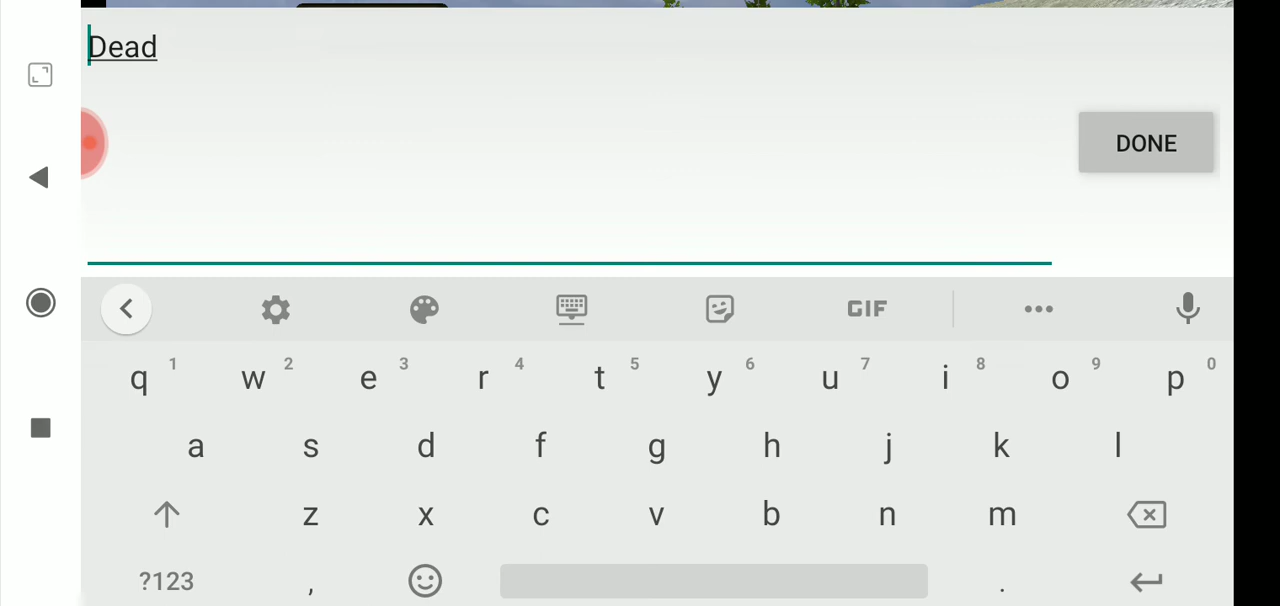 Dead
DONE
GIF
q 1 w 2 e 3 r 4 t 5 y 6 u 7 i 8 o 9 p 0
a s d f g h j k l
z x c v b n m
?123 , .